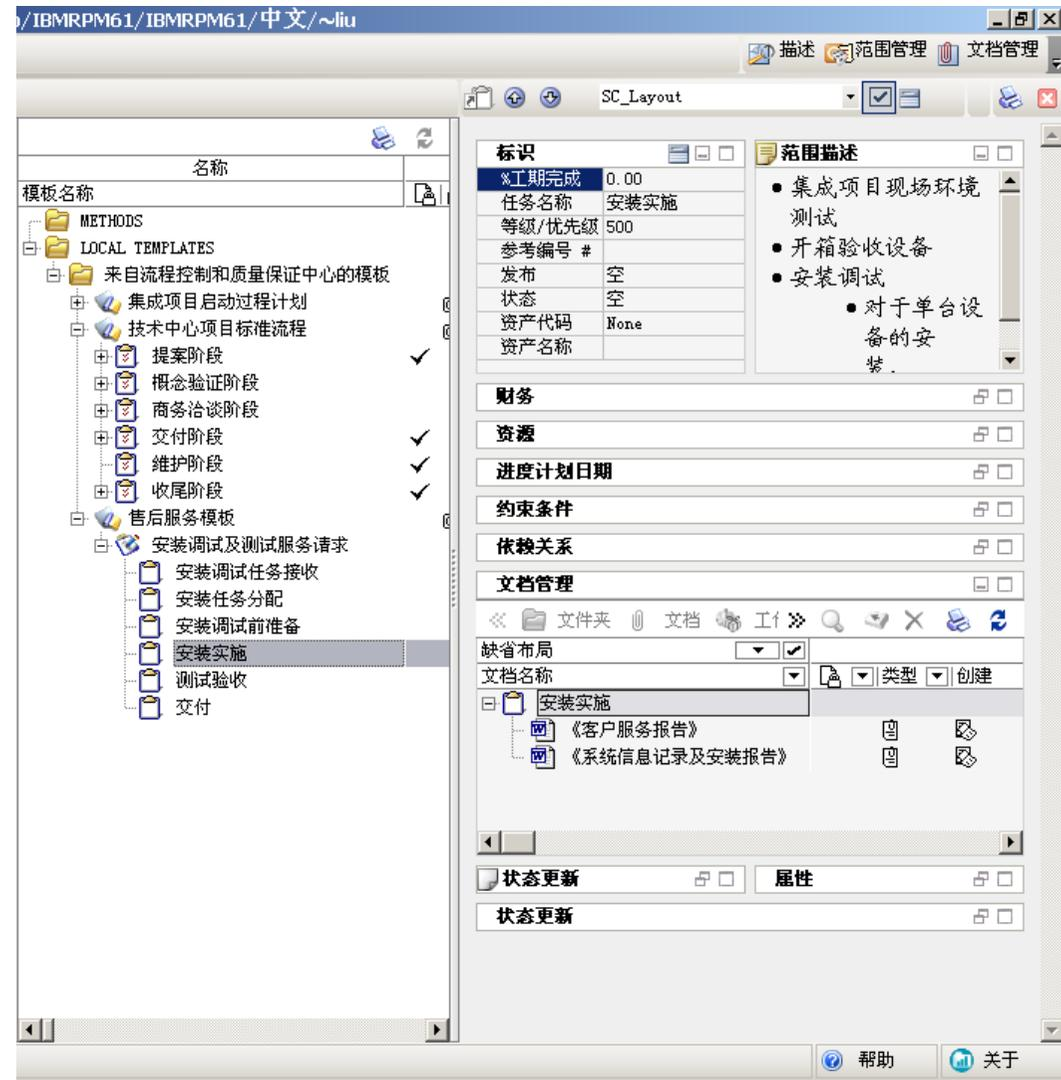 /IBMRPM61/IBMRPM61/中文/~liu
描述 范围管理 文档管理
SC_Layout
名称
模板名称
METHODS
LOCAL TEMPLATES
来自流程控制和质量保证中心的模板
集成项目启动过程计划
技术中心项目标准流程
提案阶段
概念验证阶段
商务洽谈阶段
交付阶段
维护阶段
收尾阶段
售后服务模板
安装调试及测试服务请求
安装调试任务接收
安装任务分配
安装调试前准备
安装实施
测试验收
交付
标识
%工期完成 0.00
任务名称 安装实施
等级/优先级 500
参考编号 #
发布 空
状态 空
资产代码 None
资产名称
范围描述
集成项目现场环境
测试
开箱验收设备
安装调试
对于单台设
备的安
财务
资源
进度计划日期
约束条件
依赖关系
文档管理
文件夹 文档
缺省布局
文档名称 类型 创建
安装实施
《客户服务报告》
《系统信息记录及安装报告》
状态更新 属性
状态更新
帮助 关于